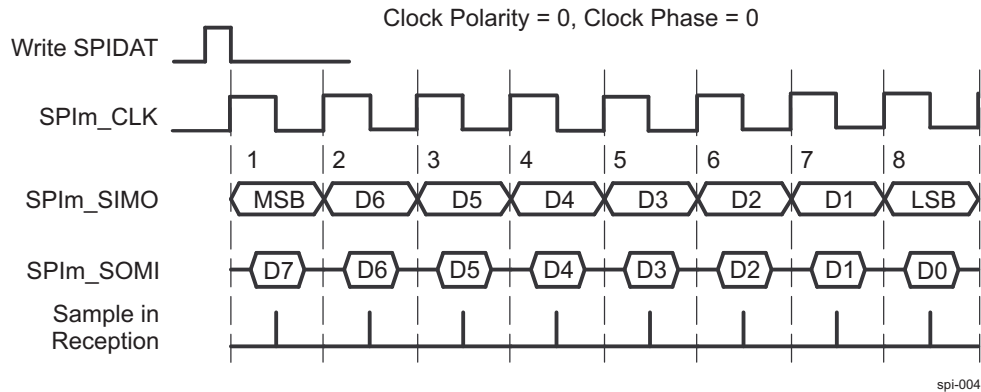 Clock Polarity = 0, Clock Phase = 0
Write SPIDAT
SPIm_CLK
1 2 3 4 5 6 7 8
SPIm_SIMO MSB D6 D5 D4 D3 D2 D1 LSB
SPIm_SOMI D7 D6 D5 D4 D3 D2 D1 D0
Sample in
Reception
spi-004